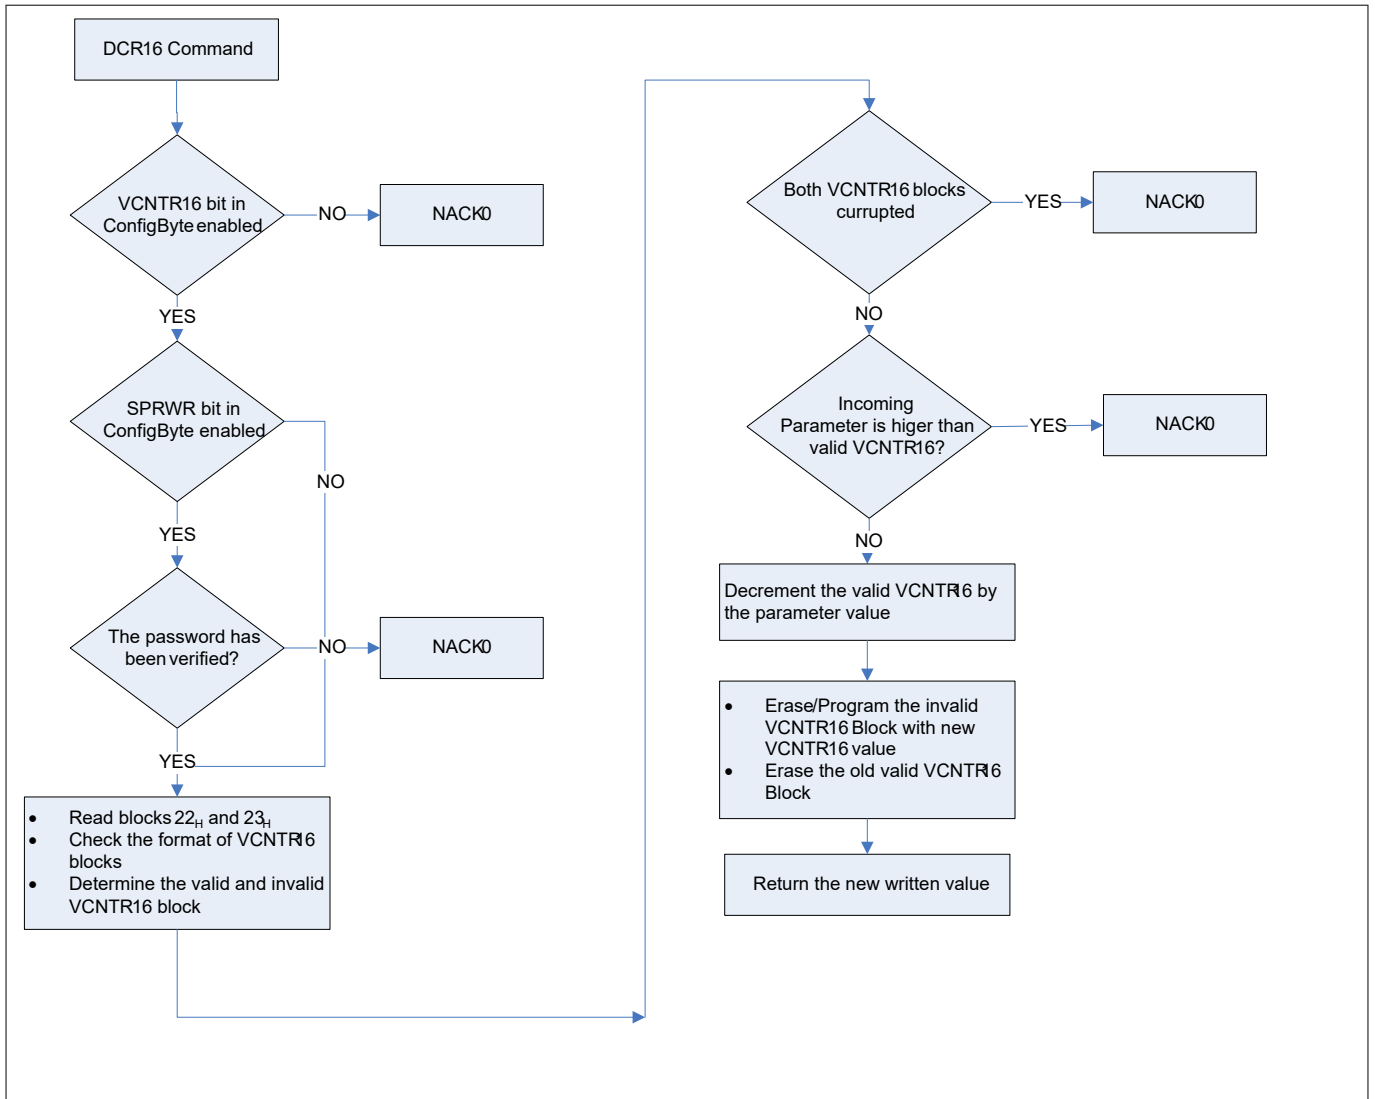 DCR16 Command
VCNTR16 bit in
ConfigByte enabled
NO
NACK0
YES
SPRWR bit in
ConfigByte enabled
NO
YES
The password has
been verified?
NO
NACK0
YES
• Read blocks 22H and 23H
• Check the format of VCNTR16
blocks
• Determine the valid and invalid
VCNTR16 block
Both VCNTR16 blocks
currupted
YES
NACK0
NO
Incoming
Parameter is higer than
valid VCNTR16?
YES
NACK0
NO
Decrement the valid VCNTR16 by
the parameter value
• Erase/Program the invalid
VCNTR16 Block with new
VCNTR16 value
• Erase the old valid VCNTR16
Block
Return the new written value